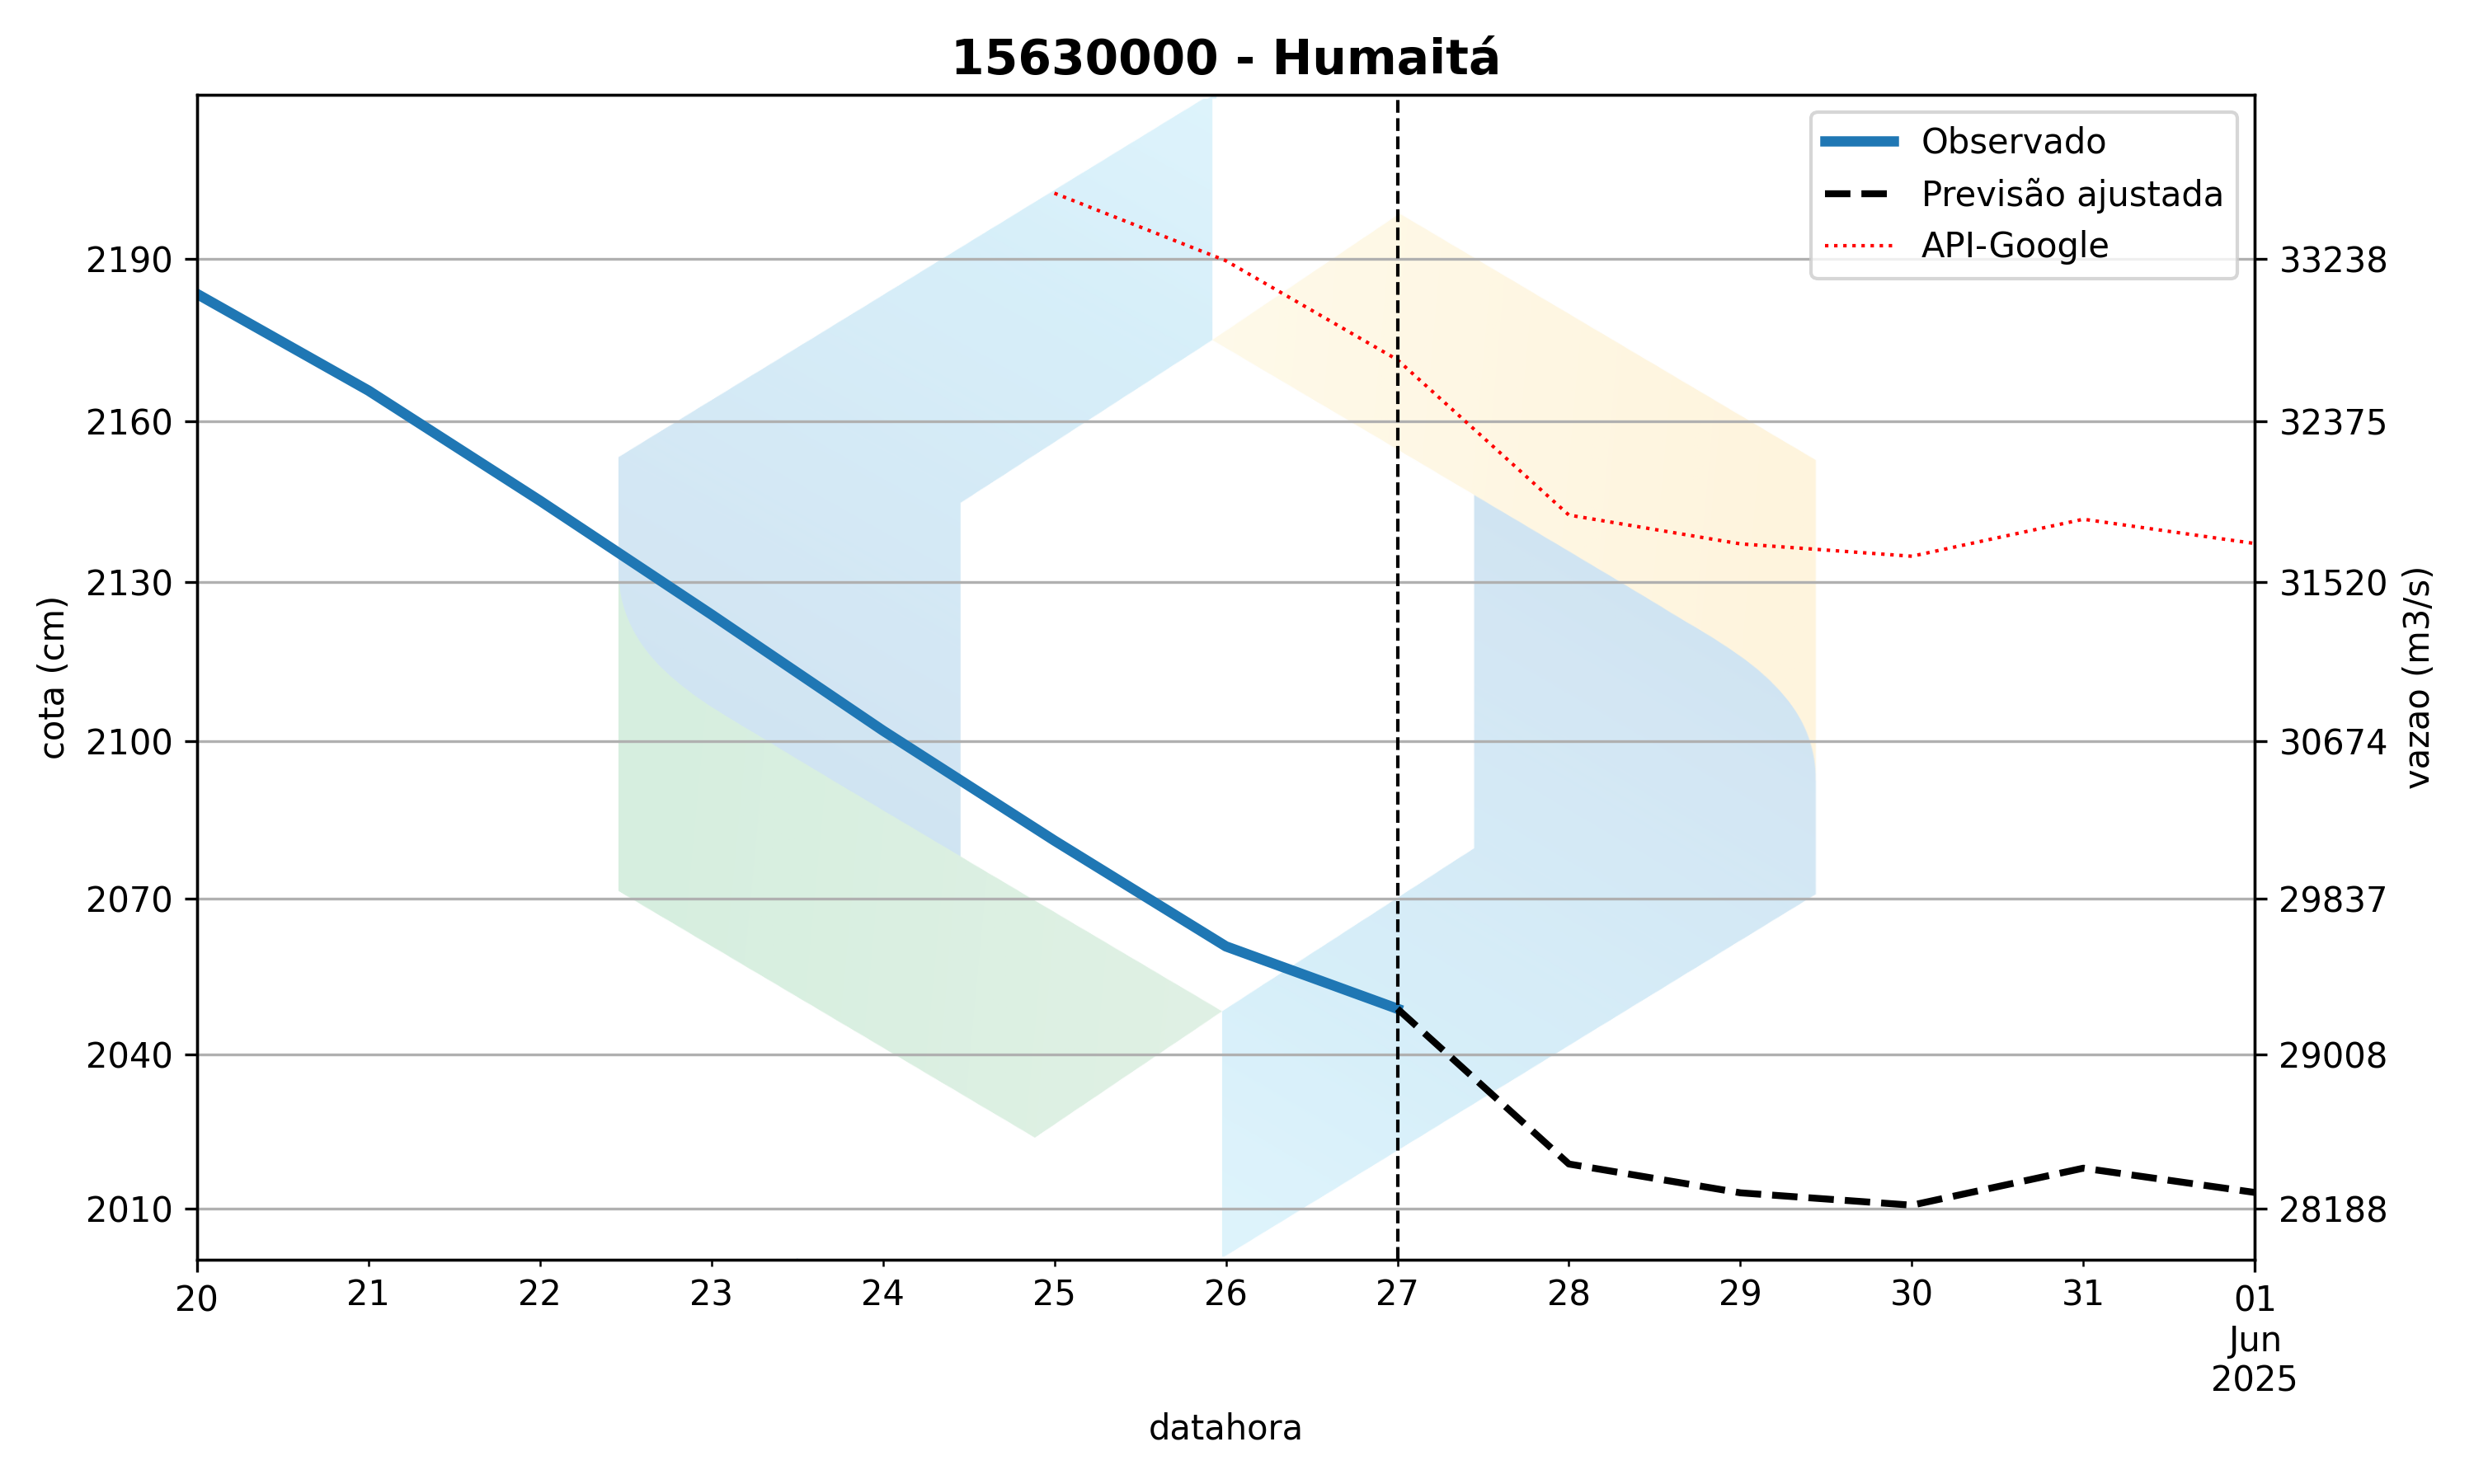 15630000 - Humaitá
Observado
Previsão ajustada
API-Google
2190
2160
2130
2100
2070
2040
2010
cota (cm)
33238
32375
31520
30674
29837
29008
28188
vazao (m3/s)
20 21 22 23 24 25 26 27 28 29 30 31 01
Jun
2025
datahora